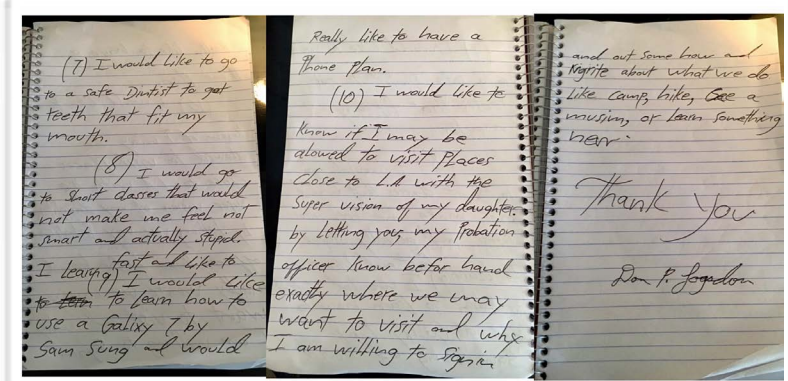 (7) I would Like to go
to a safe Dintist to get
teeth that fit my
mouth.
(8) I would go
to short classes that would
not make me feel not
smart and actually stupid.
I Learng fast and Like to
(9) I would Like
to Learn how to
use a Galixy 7 by
Sam Sung and would
Really Like to have a
Phone Plan.
(10) I would Like to
Know if I may be
alowed to visit Places
Close to L.A with the
Super vision of my daughter.
by Letting you, my Probation
officer Know befor hand
exactly where we may
want to visit and why
I am willing to Sign in
and out some how and
about what we do
Like camp, hike, a
musim, or Learn something
new.
Thank you
Don P.